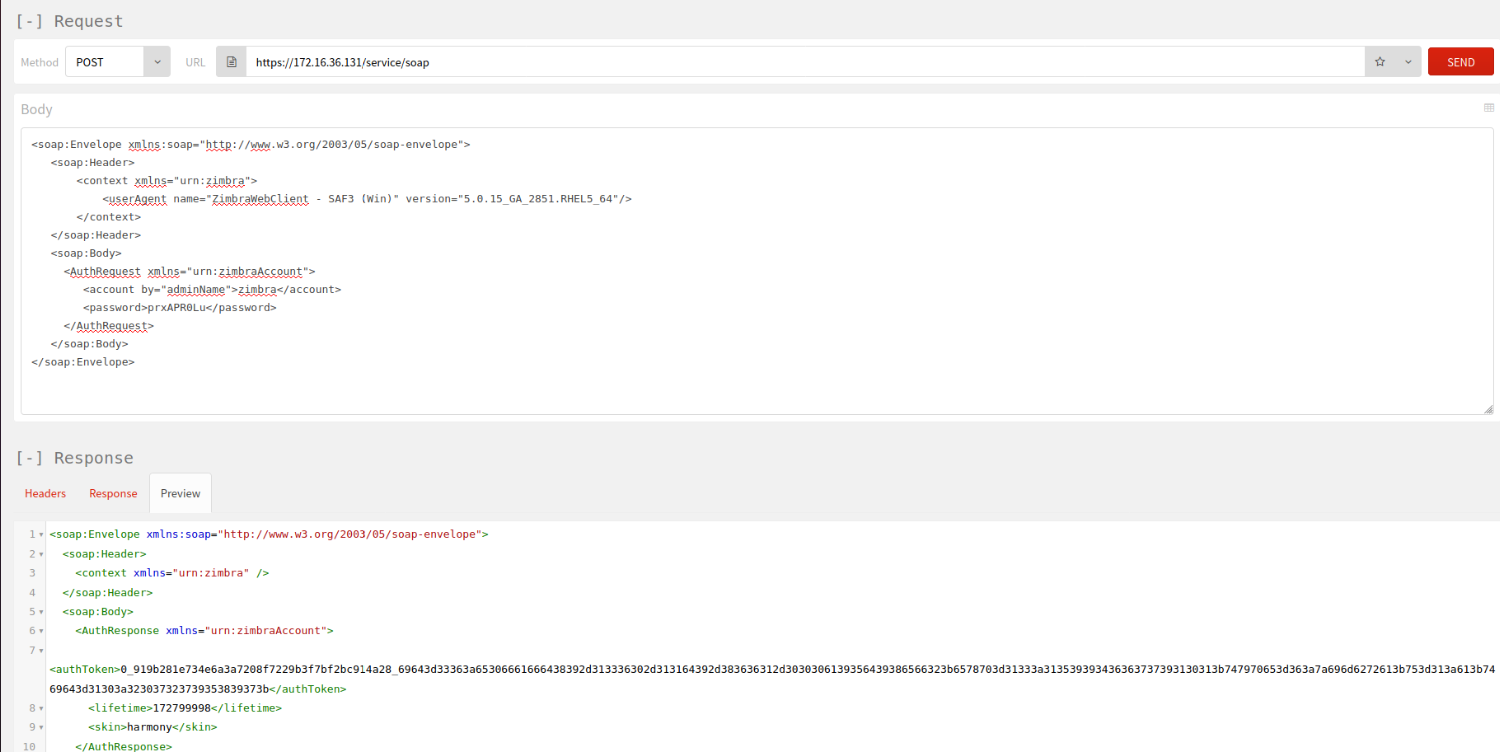 [-] Request
Method POST URL https://172.16.36.131/service/soap SEND
Body
<soap:Envelope xmlns:soap="http://www.w3.org/2003/05/soap-envelope">
<soap:Header>
<context xmlns="urn:zimbra">
<userAgent name="ZimbraWebClient - SAF3 (Win)" version="5.0.15_GA_2851.RHEL5_64"/>
</context>
</soap:Header>
<soap:Body>
<AuthRequest xmlns="urn:zimbraAccount">
<account by="adminName">zimbra</account>
<password>prxAPR0Lu</password>
</AuthRequest>
</soap:Body>
</soap:Envelope>
[-] Response
Headers Response Preview
1 <soap:Envelope xmlns:soap="http://www.w3.org/2003/05/soap-envelope">
2 <soap:Header>
3 <context xmlns="urn:zimbra" />
4 </soap:Header>
5 <soap:Body>
6 <AuthResponse xmlns="urn:zimbraAccount">
7
<authToken>0_919b281e734e6a3a7208f7229b3f7bf2bc914a28_69643d33363a65306661666438392d313336302d313164392d383636312d3030303061393564393865663233b6578703d31333a313539393436363737393130313b747970653d363a7a696d6272613b753d313a613b74
69643d31303a323037323739353839373b</authToken>
8 <lifetime>172799998</lifetime>
9 <skin>harmony</skin>
10 </AuthResponse>